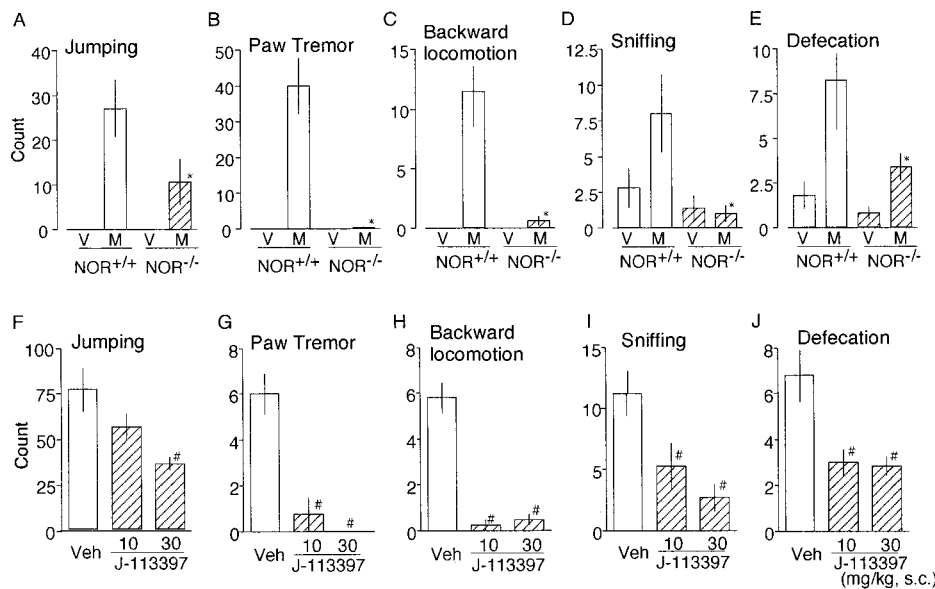 A
Jumping
B
Paw Tremor
C
Backward
locomotion
D
Sniffing
E
Defecation
Count
40
30
20
10
0
50
40
30
20
10
0
15
10
5
0
12.5
10
7.5
5
2.5
0
10
7.5
5
2.5
0
*
*
*
*
*
V M V M
NOR+/+ NOR-/-
V M V M
NOR+/+ NOR-/-
V M V M
NOR+/+ NOR-/-
V M V M
NOR+/+ NOR-/-
V M V M
NOR+/+ NOR-/-
F
Jumping
G
Paw Tremor
H
Backward
locomotion
I
Sniffing
J
Defecation
Count
100
75
50
25
0
8
6
4
2
0
8
6
4
2
0
15
10
5
0
8
6
4
2
0
#
# #
# #
# #
# #
Veh 10 30
J-113397
Veh 10 30
J-113397
Veh 10 30
J-113397
Veh 10 30
J-113397
Veh 10 30
J-113397
(mg/kg, s.c.)